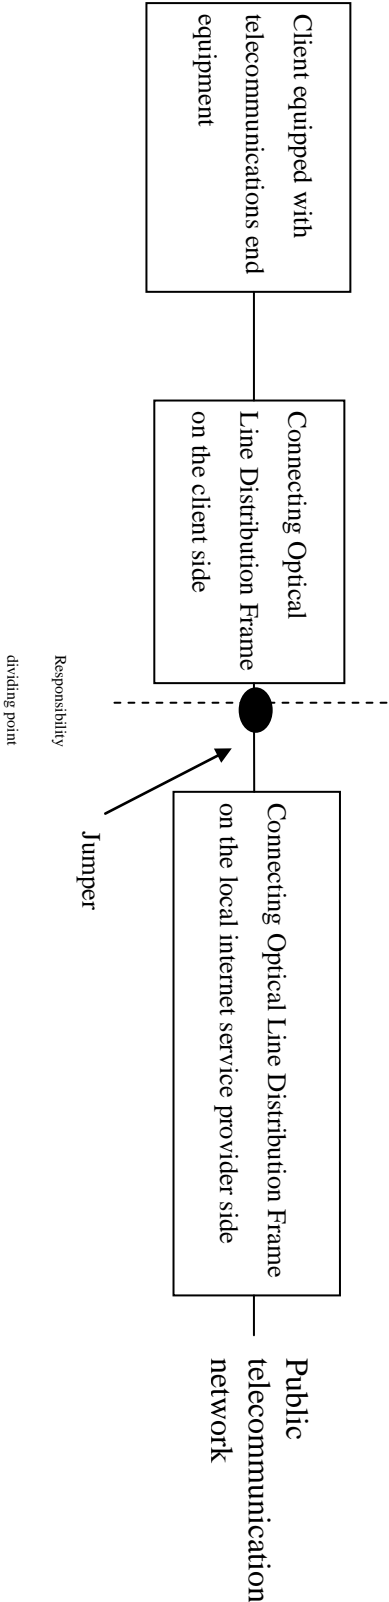 Client equipped with
telecommunications end
equipment
Connecting Optical
Line Distribution Frame
on the client side
Responsibility
dividing point
Jumper
Connecting Optical Line Distribution Frame
on the local internet service provider side
Public
telecommunication
network